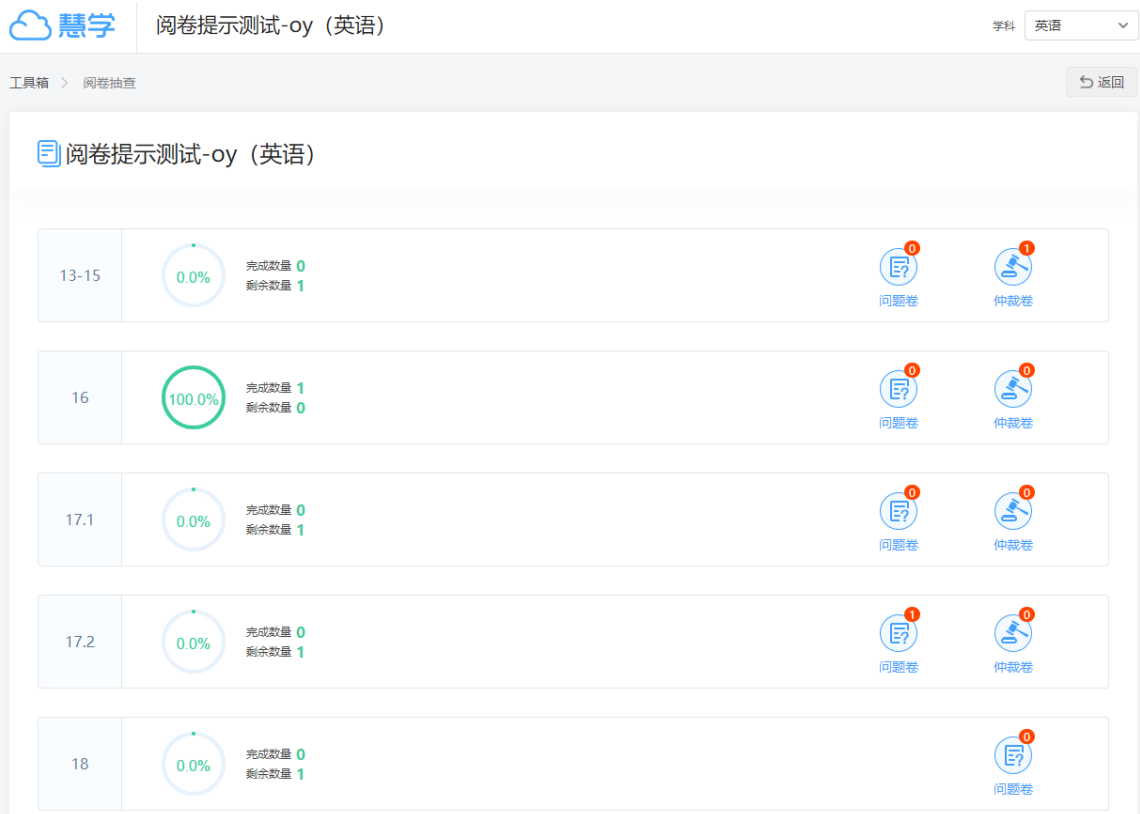 慧学 阅卷提示测试-oy（英语） 学科 英语
工具箱 阅卷抽查 返回
阅卷提示测试-oy（英语）
13-15 0.0% 完成数量 0 0 1
剩余数量 1 问题卷 仲裁卷
16 100.0% 完成数量 1 0 0
剩余数量 0 问题卷 仲裁卷
17.1 0.0% 完成数量 0 0 0
剩余数量 1 问题卷 仲裁卷
17.2 0.0% 完成数量 0 1 0
剩余数量 1 问题卷 仲裁卷
18 0.0% 完成数量 0 0
剩余数量 1 问题卷